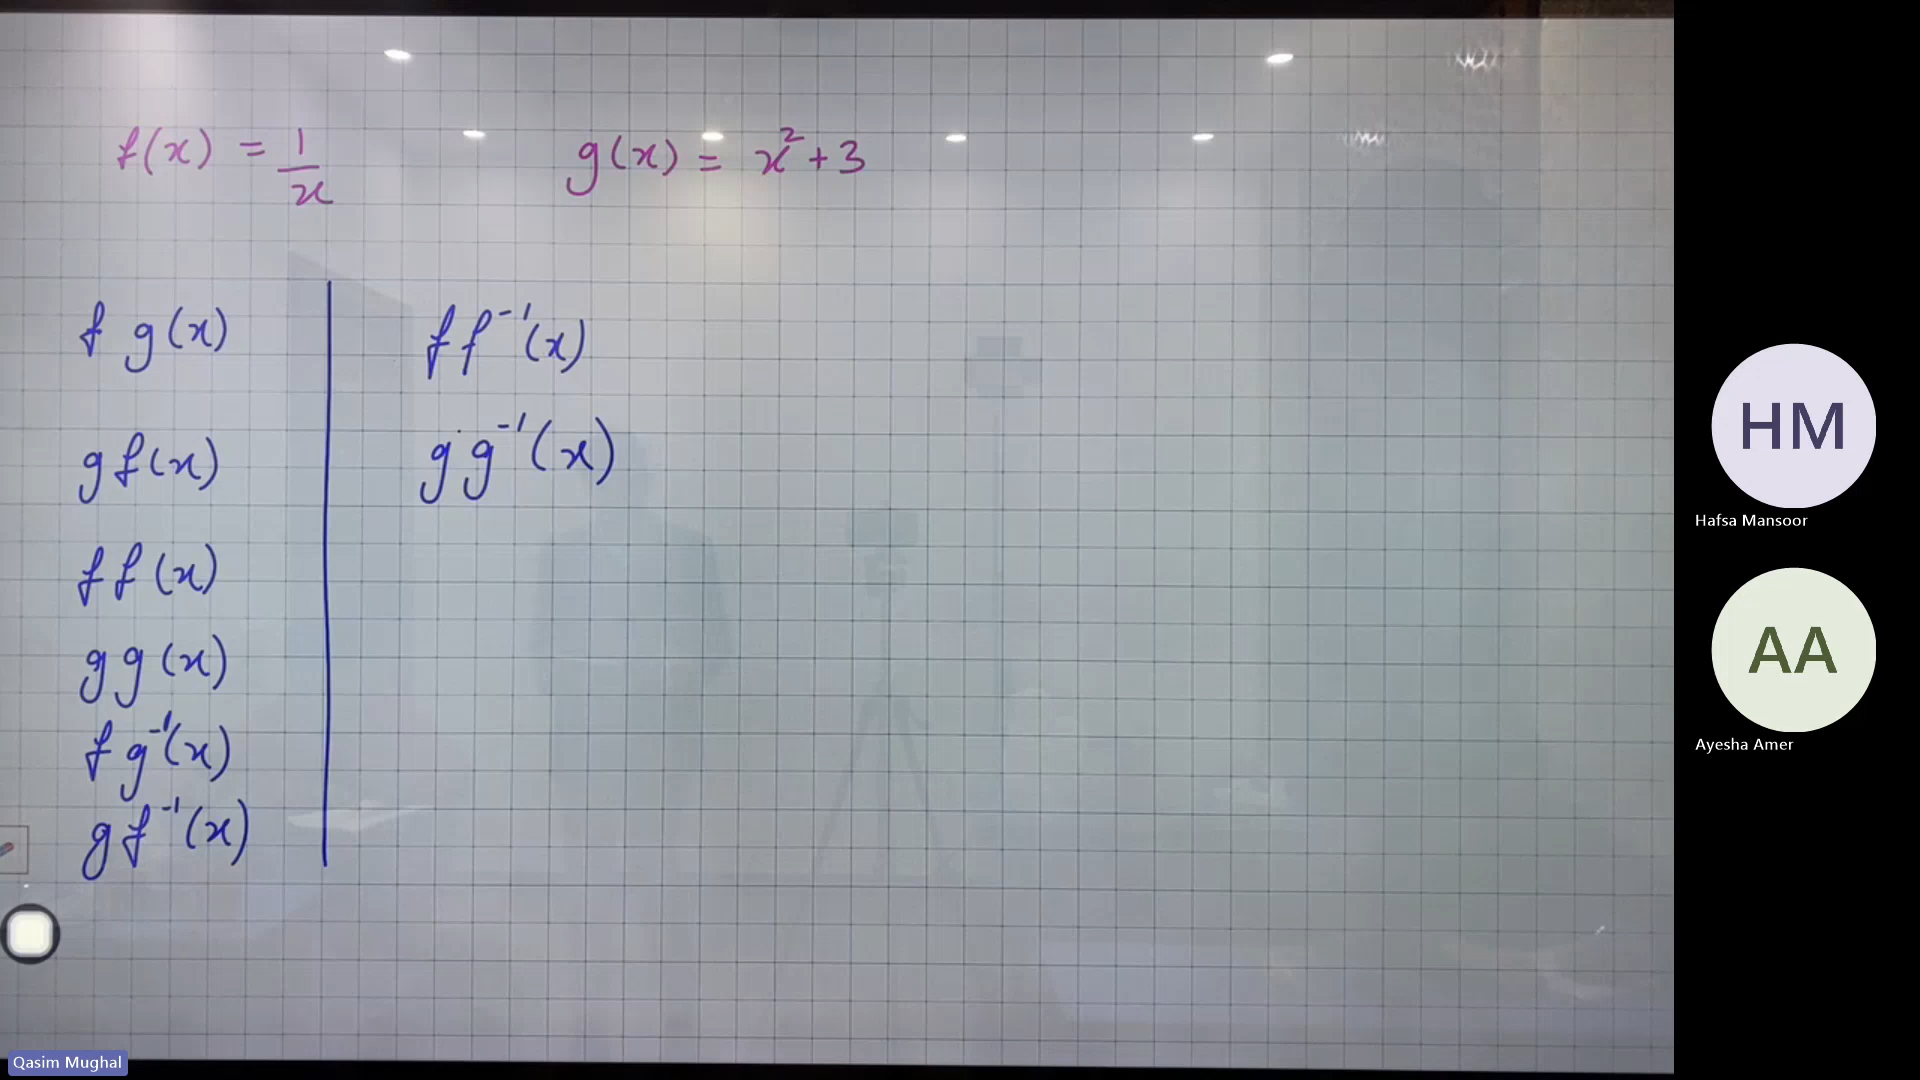 f(x) = 1/x
g(x) = x² + 3
f g(x)
g f(x)
f f(x)
g g(x)
f g⁻¹(x)
g f⁻¹(x)
f f⁻¹(x)
g g⁻¹(x)
HM
Hafsa Mansoor
AA
Ayesha Amer
Qasim Mughal